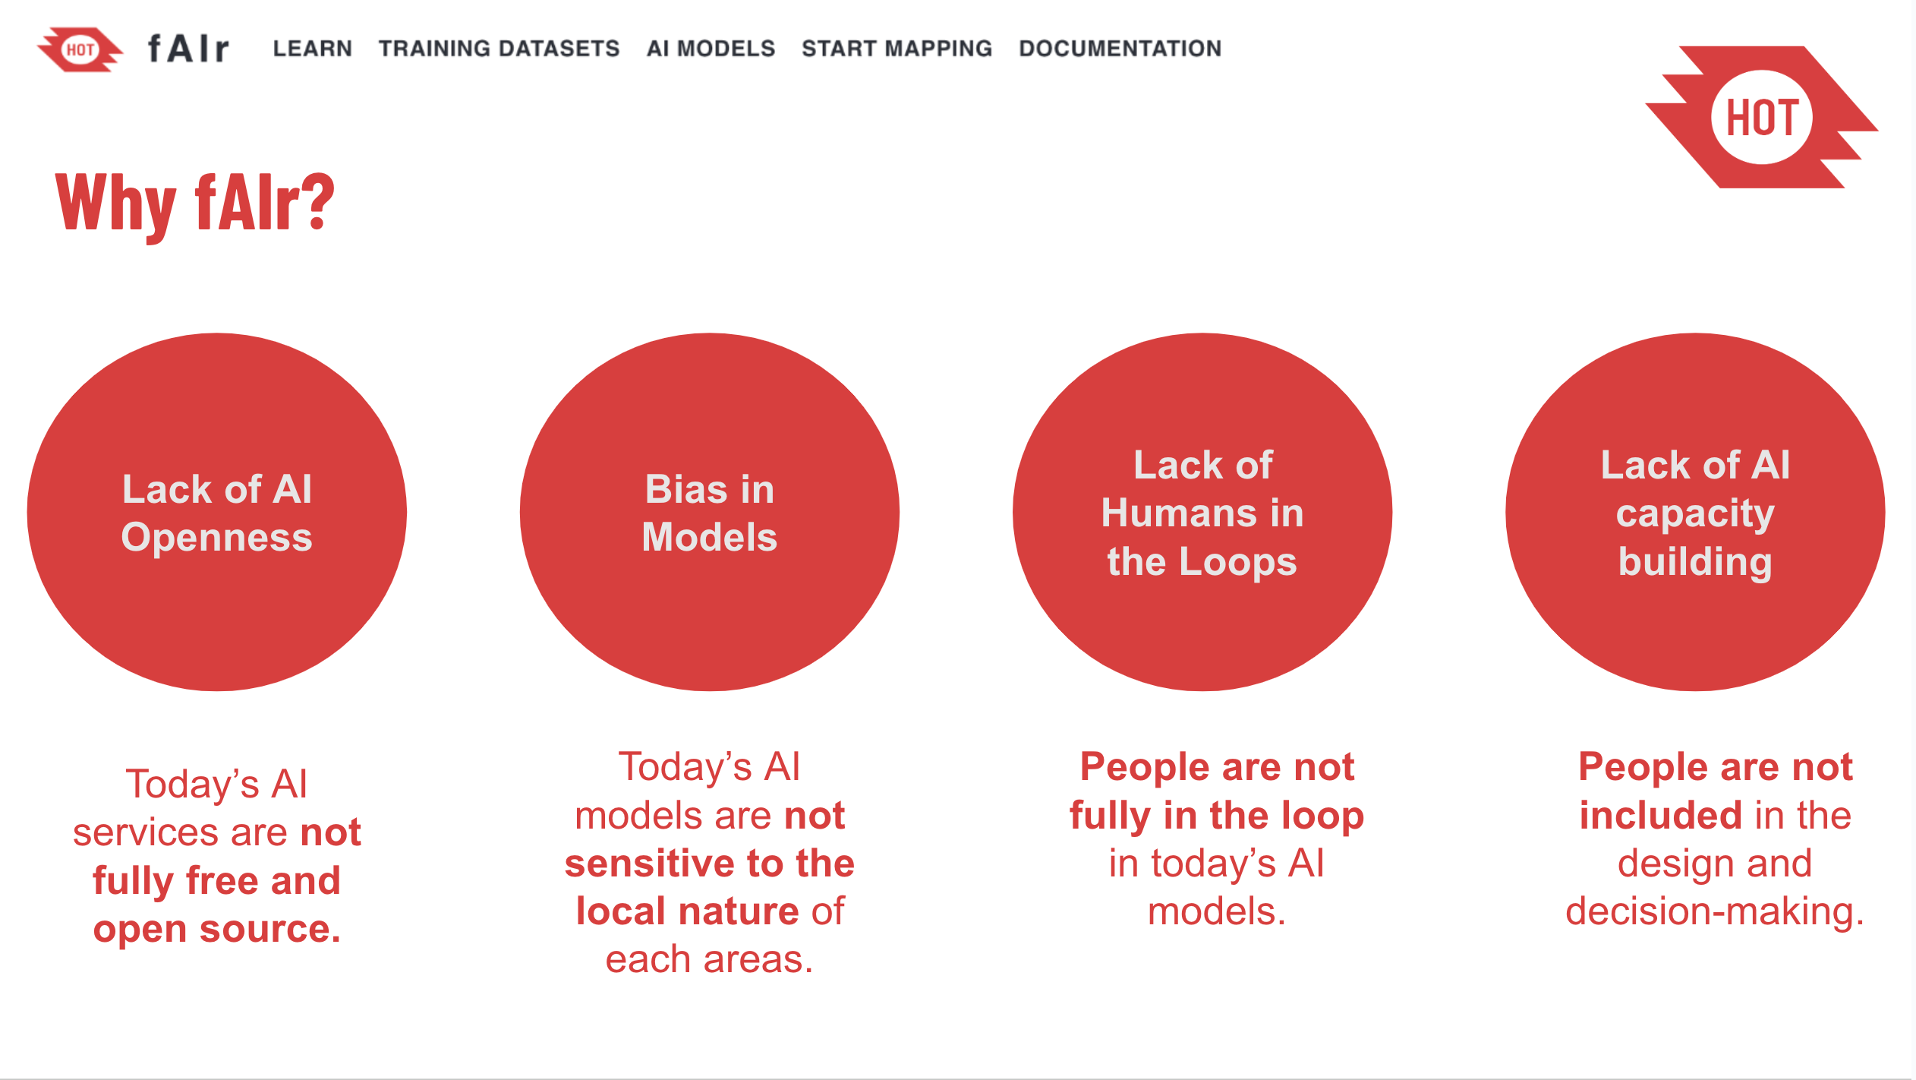 HOT fAIr LEARN TRAINING DATASETS AI MODELS START MAPPING DOCUMENTATION
HOT
Why fAIr?
Lack of AI
Openness
Today’s AI
services are not
fully free and
open source.
Bias in
Models
Today’s AI
models are not
sensitive to the
local nature of
each areas.
Lack of
Humans in
the Loops
People are not
fully in the loop
in today’s AI
models.
Lack of AI
capacity
building
People are not
included in the
design and
decision-making.